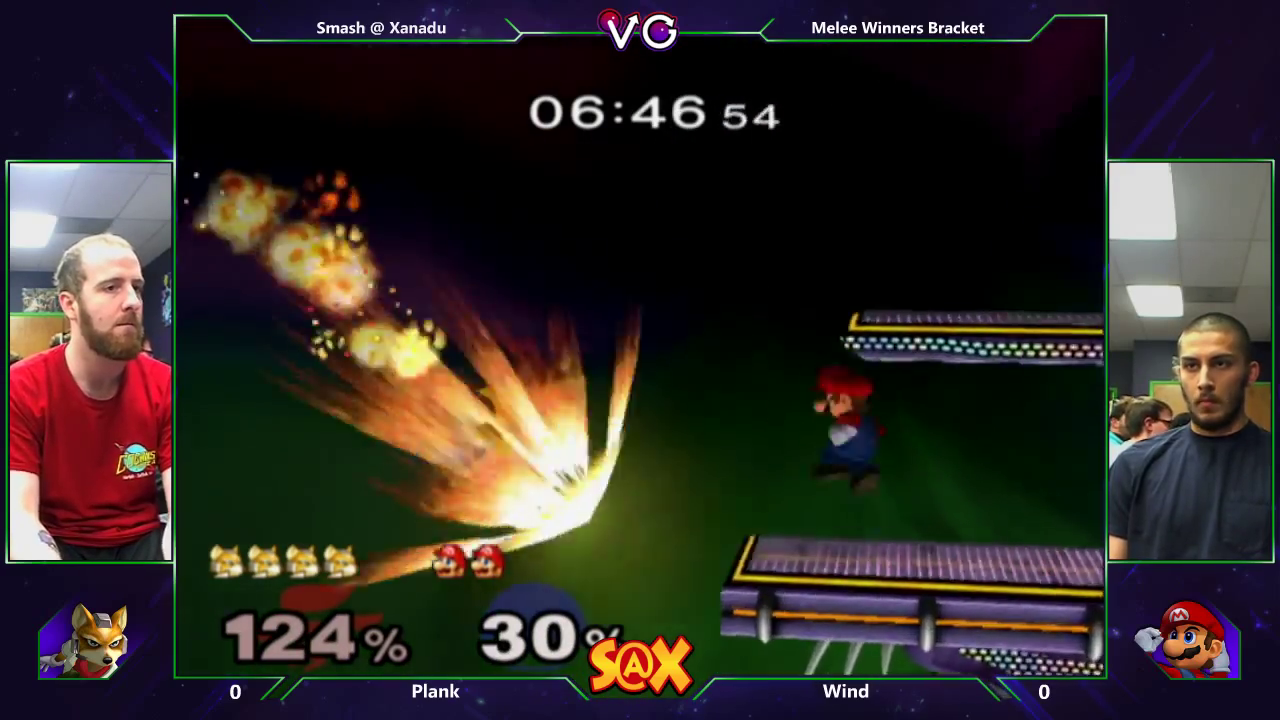 Smash @ Xanadu
VG
Melee Winners Bracket
06:46 54
124%
30%
S@X
0
Plank
Wind
0